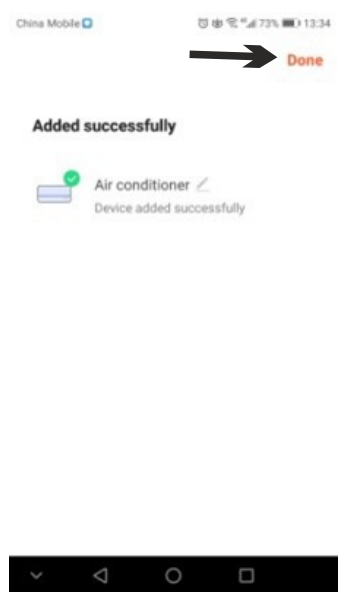 China Mobile 73% 13:34
Done
Added successfully
Air conditioner
Device added successfully